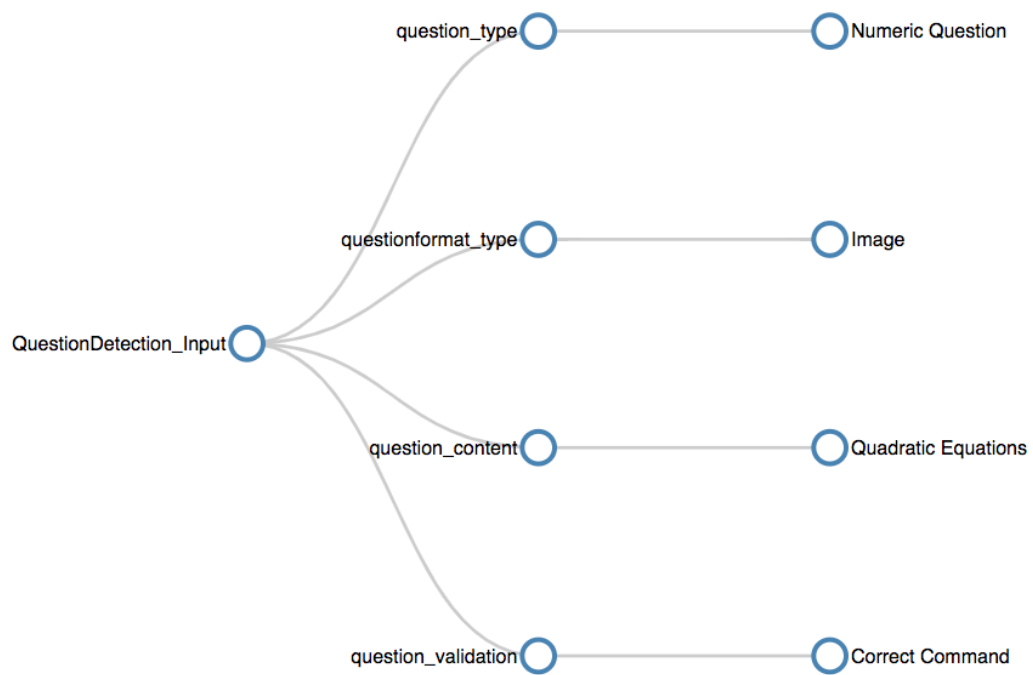 question_type Numeric Question
questionformat_type Image
QuestionDetection_Input
question_content Quadratic Equations
question_validation Correct Command